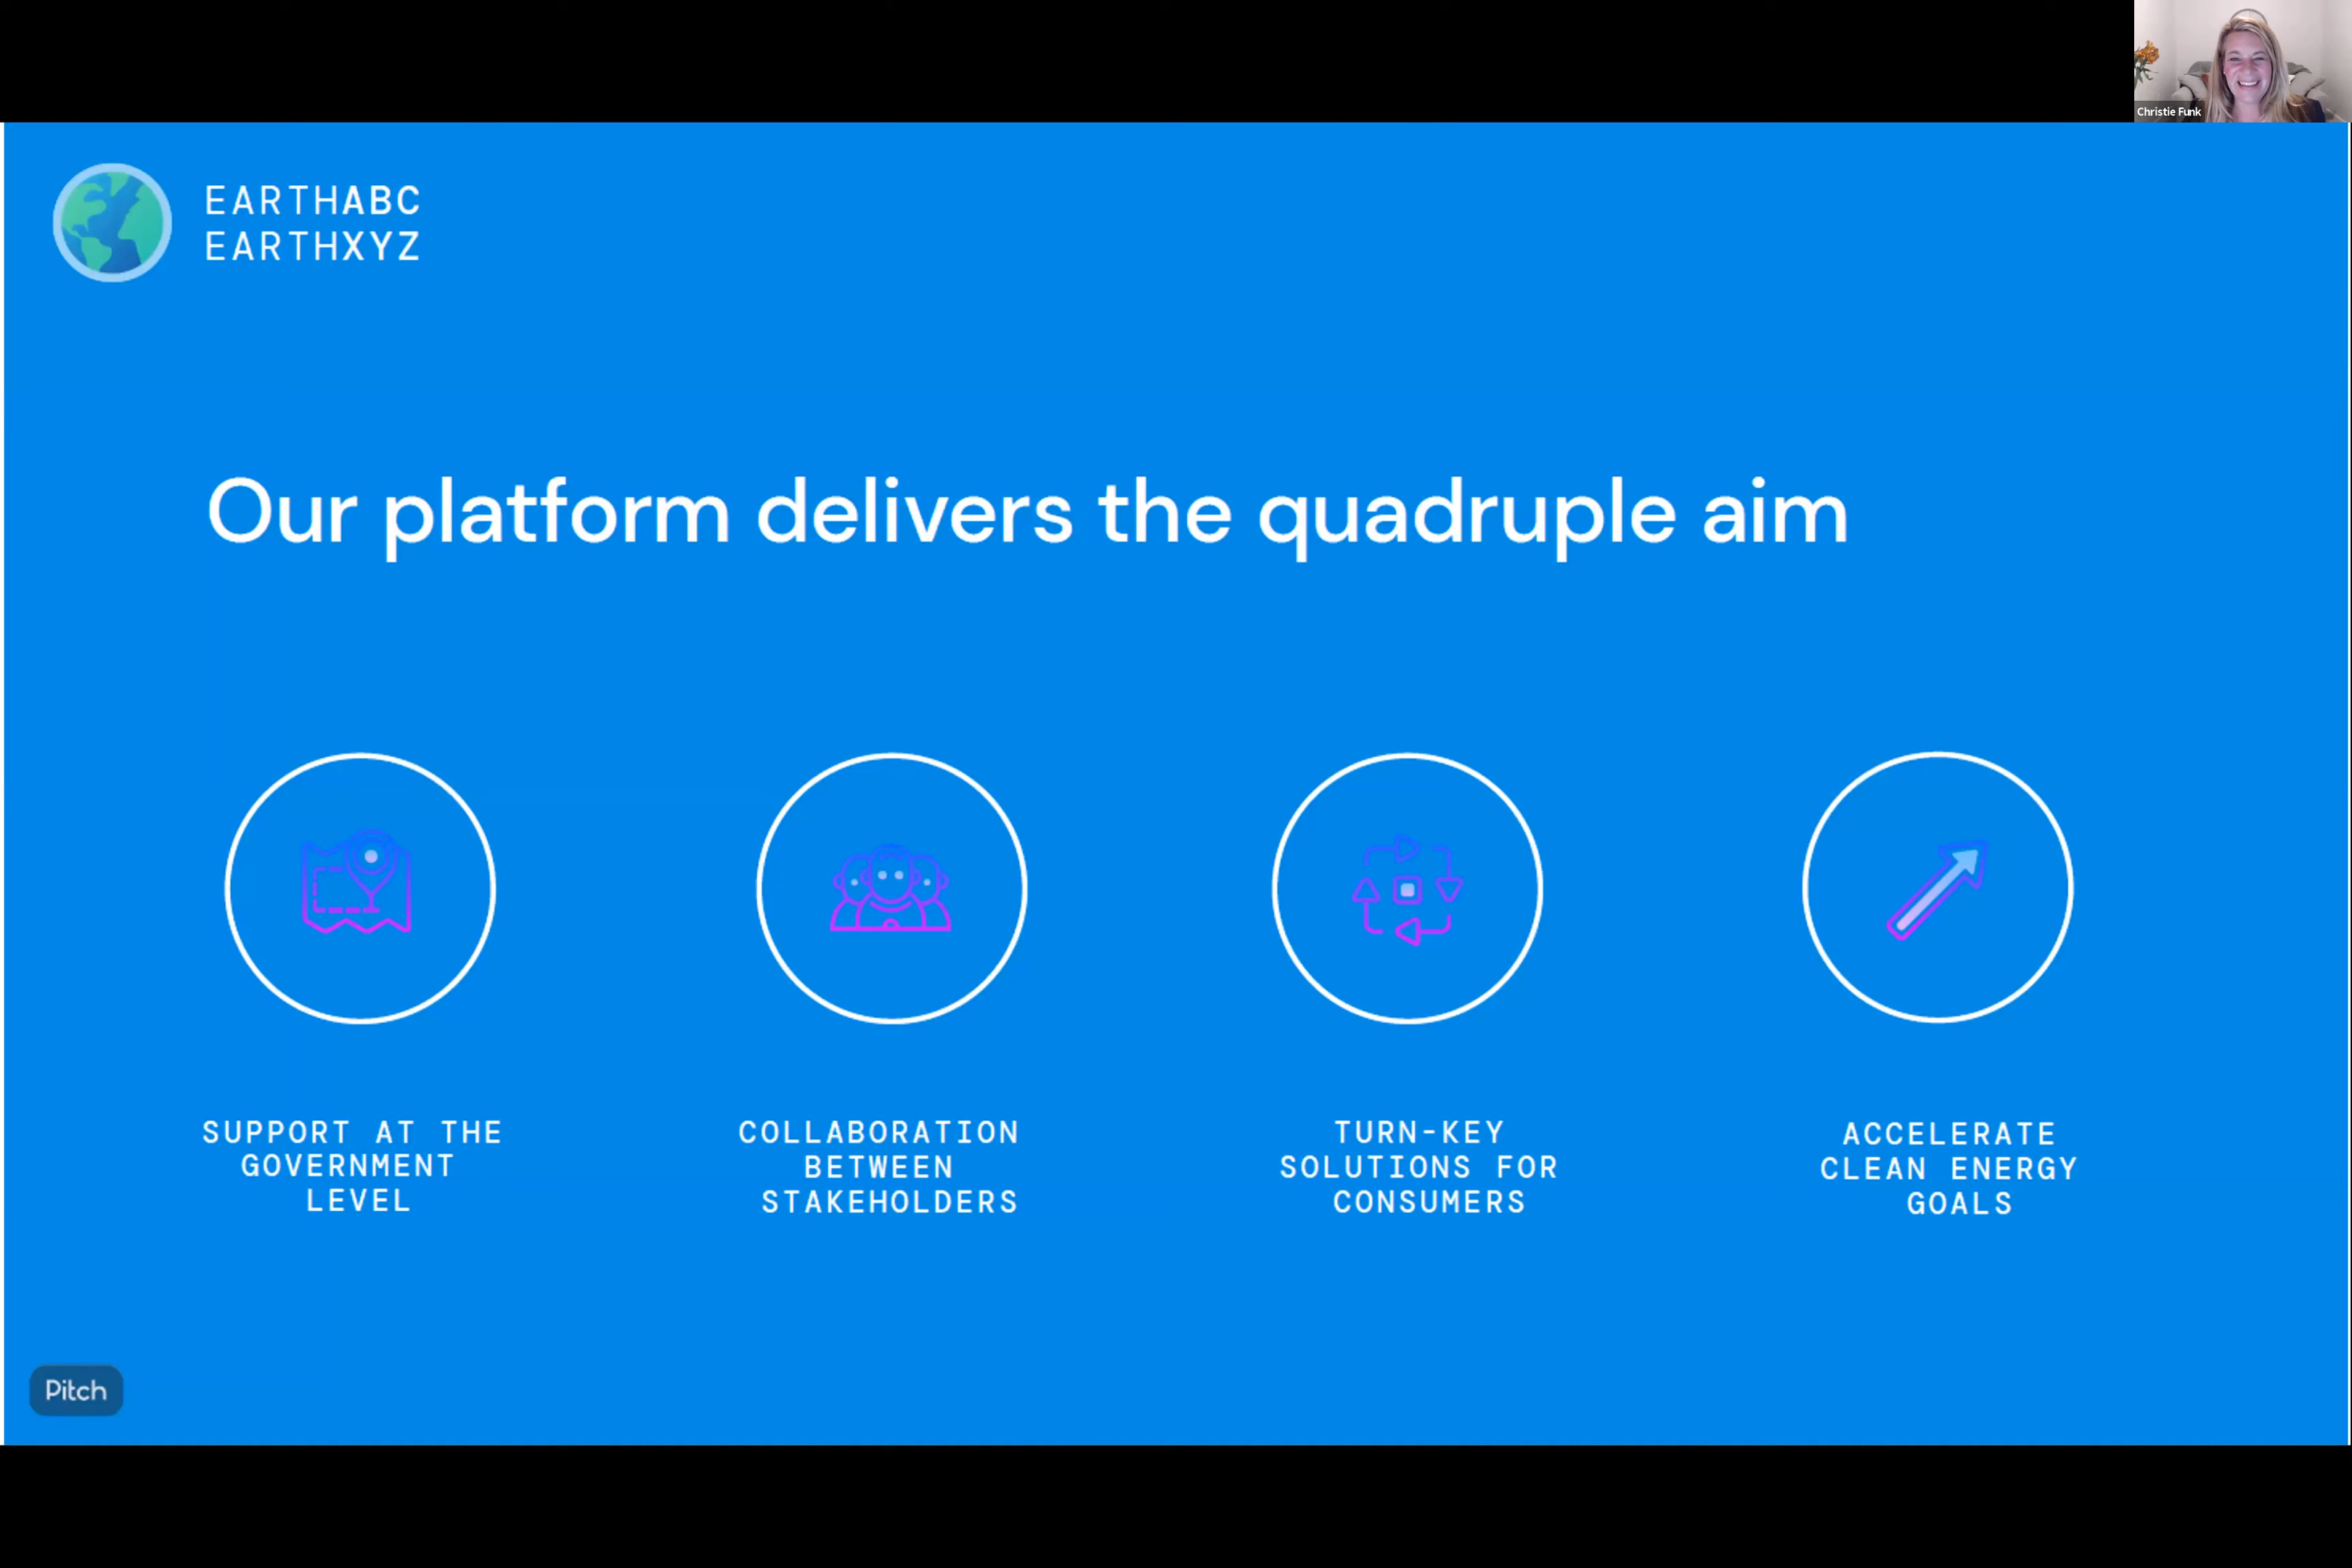 Christie Funk
EARTHABC
EARTHXYZ
Our platform delivers the quadruple aim
SUPPORT AT THE
GOVERNMENT
LEVEL
COLLABORATION
BETWEEN
STAKEHOLDERS
TURN-KEY
SOLUTIONS FOR
CONSUMERS
ACCELERATE
CLEAN ENERGY
GOALS
Pitch